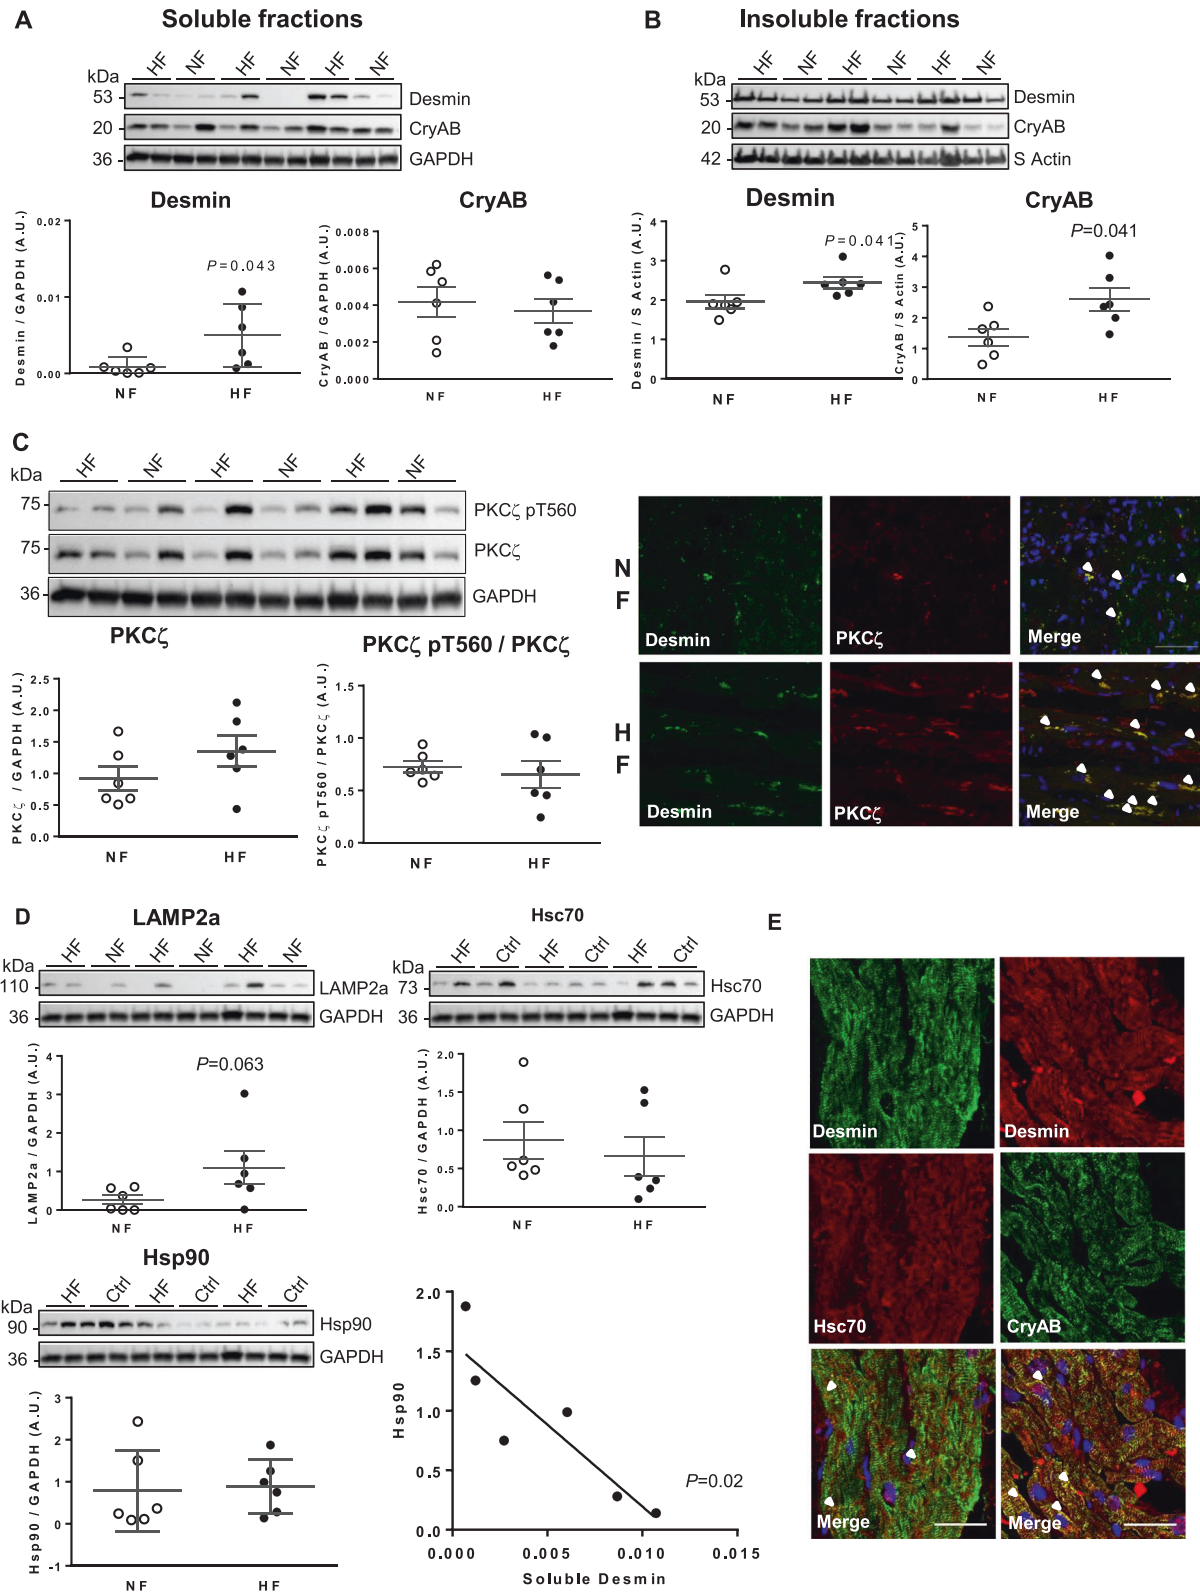 A
Soluble fractions
HF NF HF NF HF NF
kDa
53 Desmin
20 CryAB
36 GAPDH
Desmin
Desmin / GAPDH (A.U.)
0.02
0.01
0.00
P=0.043
NF HF
CryAB
CryAB / GAPDH (A.U.)
0.008
0.006
0.004
0.002
0.000
NF HF
B
Insoluble fractions
HF NF HF NF HF NF
kDa
53 Desmin
20 CryAB
42 S Actin
Desmin
Desmin / S Actin (A.U.)
4
3
2
1
0
P=0.041
NF HF
CryAB
CryAB / S Actin (A.U.)
5
4
3
2
1
0
P=0.041
NF HF
C
HF NF HF NF HF NF
kDa
75 PKCζ pT560
75 PKCζ
36 GAPDH
PKCζ
PKCζ / GAPDH (A.U.)
2.5
2.0
1.5
1.0
0.5
0.0
NF HF
PKCζ pT560 / PKCζ
PKCζ pT560 / PKCζ (A.U.)
1.5
1.0
0.5
0.0
NF HF
N
F
Desmin PKCζ Merge
H
F
Desmin PKCζ Merge
D
LAMP2a
HF NF HF NF HF NF
kDa
110 LAMP2a
36 GAPDH
LAMP2a / GAPDH (A.U.)
4
3
2
1
0
P=0.063
NF HF
Hsc70
HF Ctrl HF Ctrl HF Ctrl
kDa
73 Hsc70
36 GAPDH
Hsc70 / GAPDH (A.U.)
2.0
1.5
1.0
0.5
0.0
NF HF
Hsp90
HF Ctrl HF Ctrl HF Ctrl
kDa
90 Hsp90
36 GAPDH
Hsp90 / GAPDH (A.U.)
3
2
1
0
-1
NF HF
Hsp90
2.0
1.5
1.0
0.5
0.0
P=0.02
0.000 0.005 0.010 0.015
Soluble Desmin
E
Desmin Desmin
Hsc70 CryAB
Merge Merge